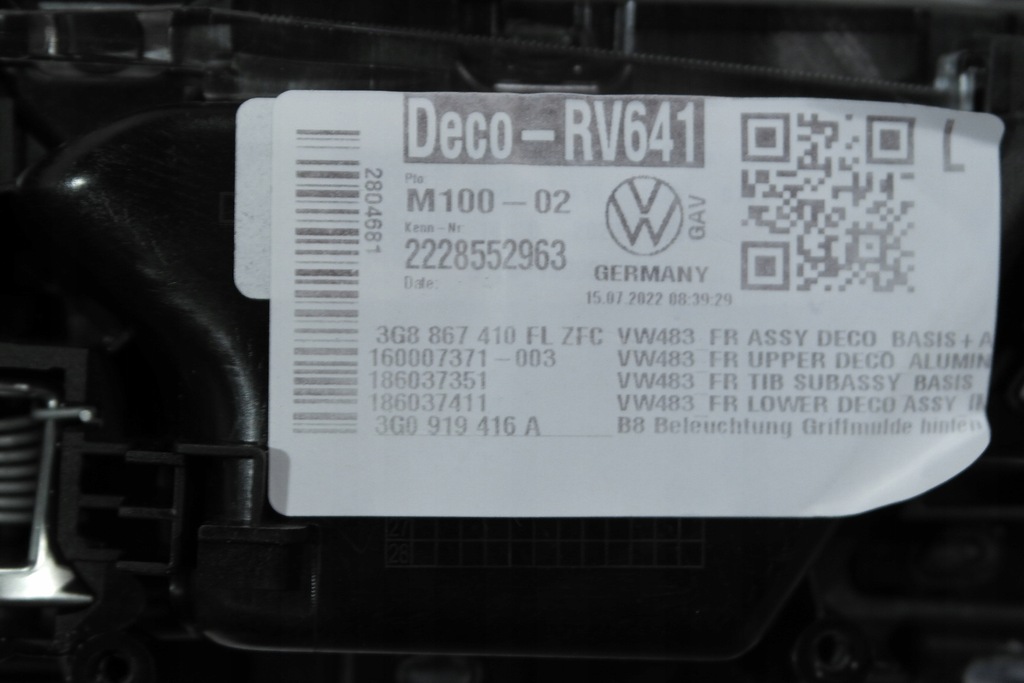 Deco-RV641
L
2804681
M100-02
GAV
Kenn-Nr
2228552963
GERMANY
Date:
15.07.2022 08:39:29
3G8 867 410 FL ZFC VW483 FR ASSY DECO BASIS+A
160007371-003 VW483 FR UPPER DECO ALUMIN
186037351 VW483 FR TIB SUBASSY BASIS
186037411 VW483 FR LOWER DECO ASSY
3G0 919 416 A B8 Beleuchtung Griffmulde hinten